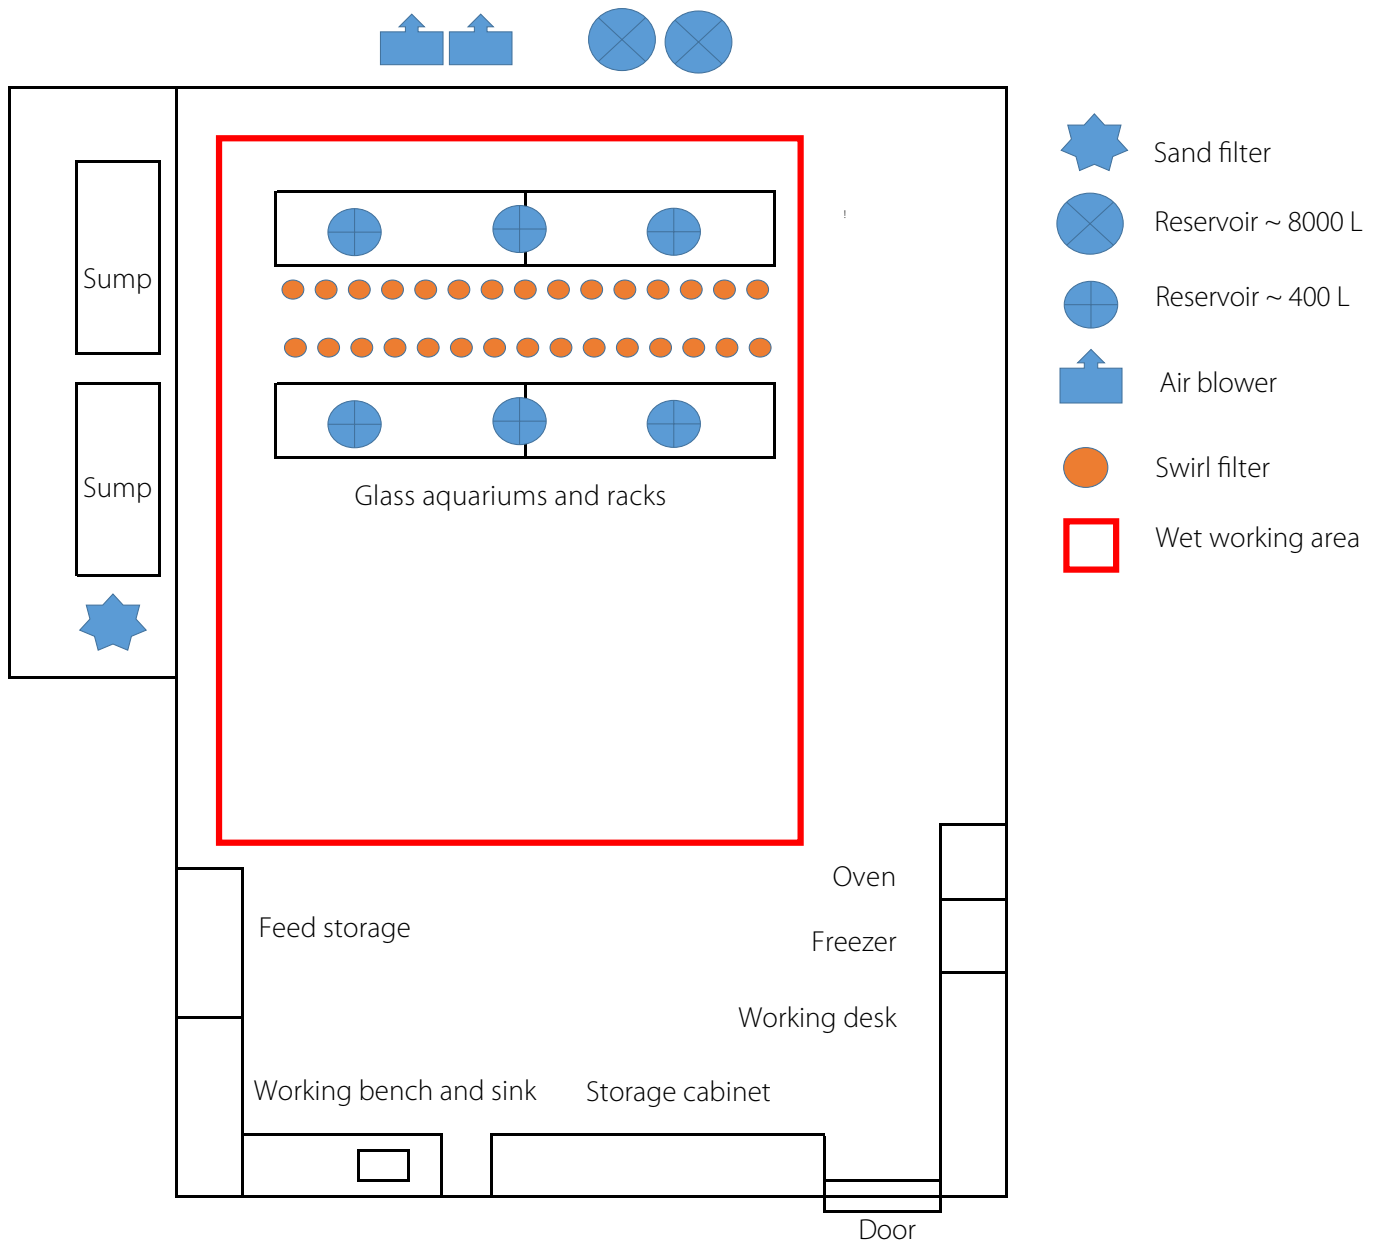 Sand filter
Reservoir ~ 8000 L
!
Sump
Reservoir ~ 400 L
Air blower
Swirl filter
Sump
Glass aquariums and racks
Wet working area
Oven
Feed storage
Freezer
Working desk
Working bench and sink
Storage cabinet
Door